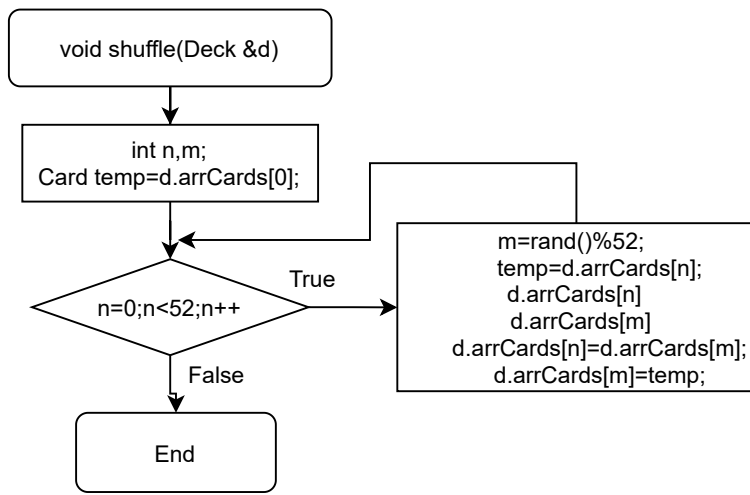 void shuffle(Deck &d)
int n,m;
Card temp=d.arrCards[0];
n=0;n<52;n++
True
m=rand()%52;
temp=d.arrCards[n];
d.arrCards[n]
d.arrCards[m]
d.arrCards[n]=d.arrCards[m];
d.arrCards[m]=temp;
False
End